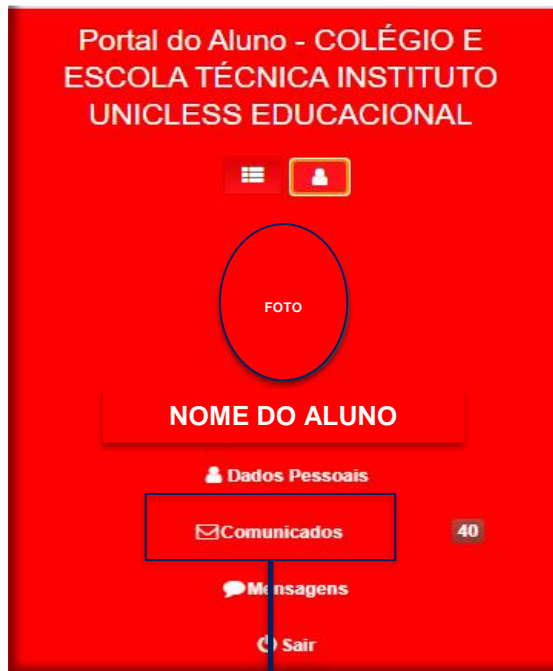 Portal do Aluno - COLÉGIO E
ESCOLA TÉCNICA INSTITUTO
UNICLESS EDUCACIONAL
FOTO
NOME DO ALUNO
Dados Pessoais
Comunicados 40
Mensagens
Sair